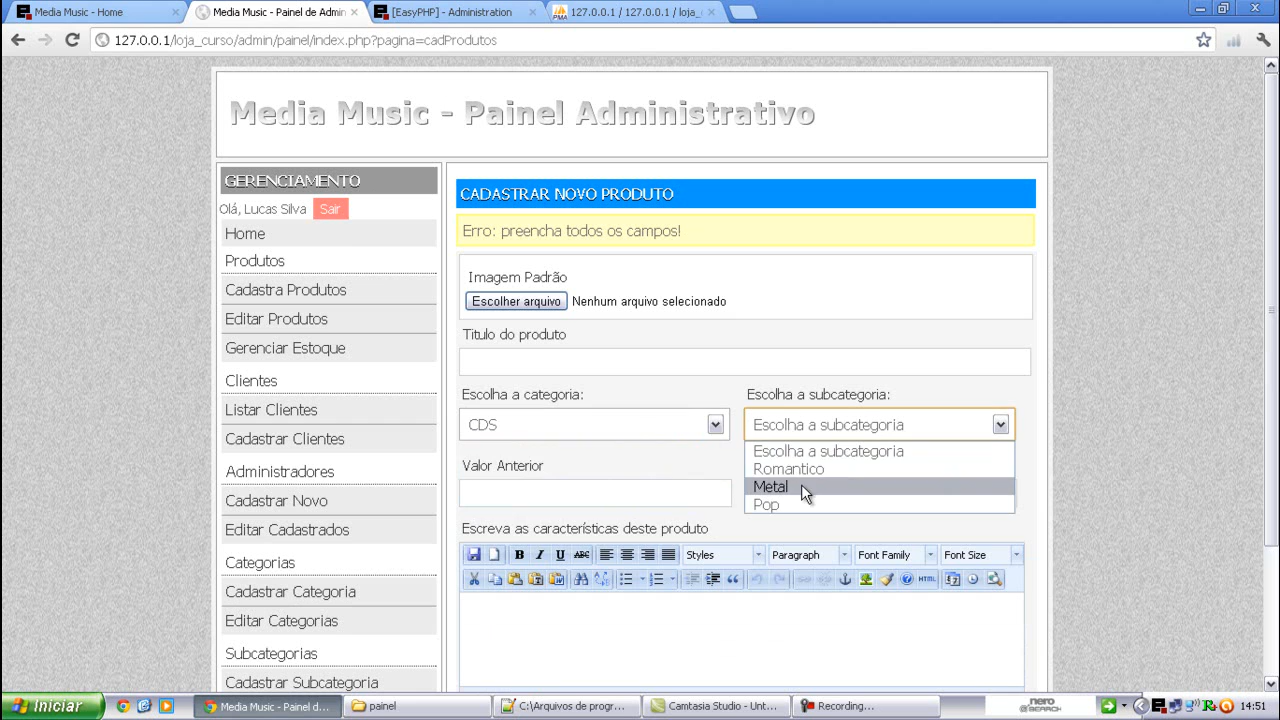 Media Music - Home
Media Music - Painel de Admin
[EasyPHP] - Administration
127.0.0.1 / 127.0.0.1 / loja_
127.0.0.1/loja_curso/admin/painel/index.php?pagina=cadProdutos
Media Music - Painel Administrativo
GERENCIAMENTO
Olá, Lucas Silva Sair
Home
Produtos
Cadastra Produtos
Editar Produtos
Gerenciar Estoque
Clientes
Listar Clientes
Cadastrar Clientes
Administradores
Cadastrar Novo
Editar Cadastrados
Categorias
Cadastrar Categoria
Editar Categorias
Subcategorias
Cadastrar Subcategoria
CADASTRAR NOVO PRODUTO
Erro: preencha todos os campos!
Imagem Padrão
Escolher arquivo Nenhum arquivo selecionado
Titulo do produto
Escolha a categoria: Escolha a subcategoria:
CDS Escolha a subcategoria
Escolha a subcategoria
Romantico
Metal
Pop
Valor Anterior
Escreva as características deste produto
B I U ABC Styles Paragraph Font Family Font Size
HTML
Iniciar
Media Music - Painel d...
painel
\Arquivos de progr...
Camtasia Studio - Unt...
Recording...
nero
SEARCH
14:51